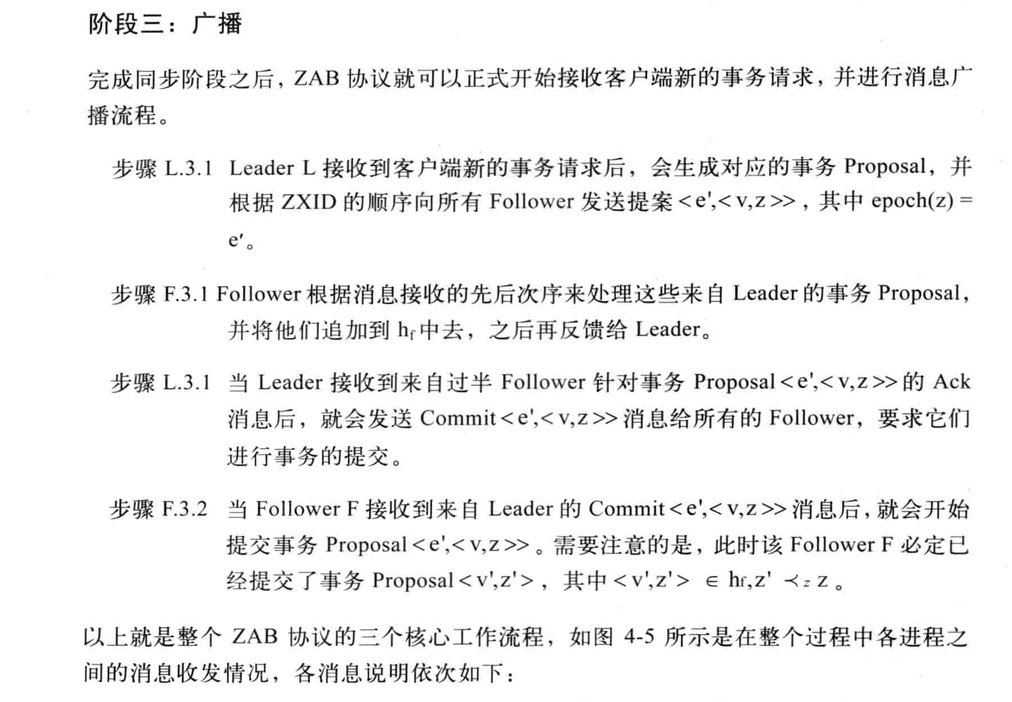 阶段三：广播
完成同步阶段之后，ZAB 协议就可以正式开始接收客户端新的事务请求，并进行消息广
播流程。
步骤 L.3.1 Leader L 接收到客户端新的事务请求后，会生成对应的事务 Proposal，并
根据 ZXID 的顺序向所有 Follower 发送提案<e',<v,z>>，其中 epoch(z) =
e'。
步骤 F.3.1 Follower 根据消息接收的先后次序来处理这些来自 Leader 的事务 Proposal，
并将他们追加到 hf 中去，之后再反馈给 Leader。
步骤 L.3.1 当 Leader 接收到来自过半 Follower 针对事务 Proposal<e',<v,z>>的 Ack
消息后，就会发送 Commit<e',<v,z>>消息给所有的 Follower，要求它们
进行事务的提交。
步骤 F.3.2 当 Follower F 接收到来自 Leader 的 Commit<e',<v,z>>消息后，就会开始
提交事务 Proposal<e',<v,z>>。需要注意的是，此时该 Follower F 必定已
经提交了事务 Proposal<v',z'>，其中<v',z'> ∈ hf,z' ≺z z。
以上就是整个 ZAB 协议的三个核心工作流程，如图 4-5 所示是在整个过程中各进程之
间的消息收发情况，各消息说明依次如下：